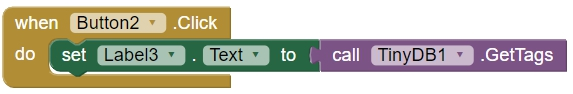 when Button2 .Click
do set Label3 . Text to call TinyDB1 .GetTags